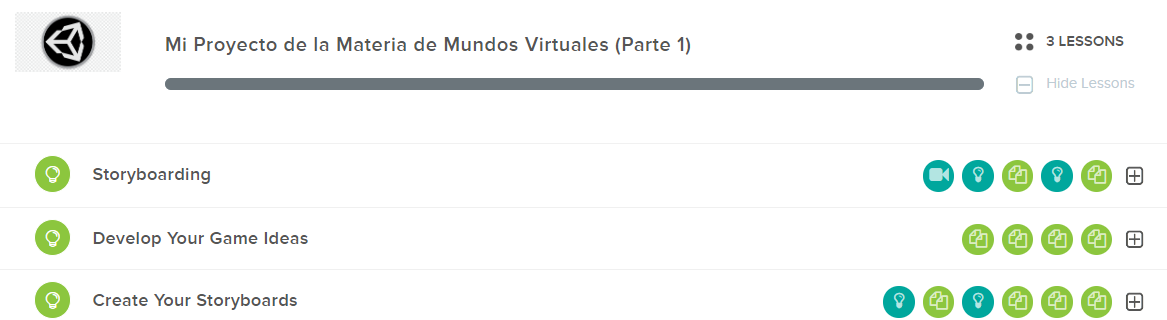 Mi Proyecto de la Materia de Mundos Virtuales (Parte 1)
3 LESSONS
Hide Lessons
Storyboarding
Develop Your Game Ideas
Create Your Storyboards